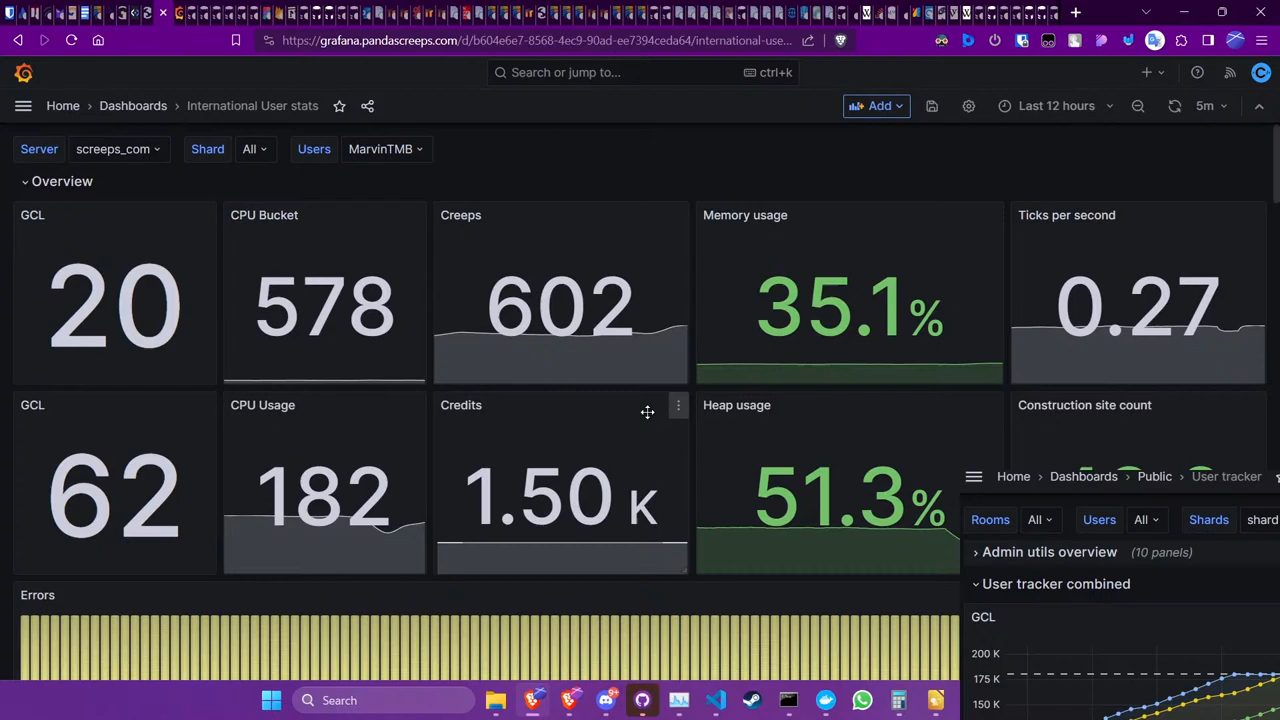 https://grafana.pandascreeps.com/d/b604e6e7-8568-4ec9-90ad-ee7394ceda64/international-use...
Search or jump to... ctrl+k
Home > Dashboards > International User stats
Add
Last 12 hours
5m
Server screeps_com Shard All Users MarvinTMB
Overview
GCL
20
CPU Bucket
578
Creeps
602
Memory usage
35.1%
Ticks per second
0.27
GCL
62
CPU Usage
182
Credits
1.50 K
Heap usage
51.3%
Construction site count
Errors
Home > Dashboards > Public > User tracker
Rooms All Users All Shards shard
Admin utils overview (10 panels)
User tracker combined
GCL
200 K
175 K
150 K
Search
9+